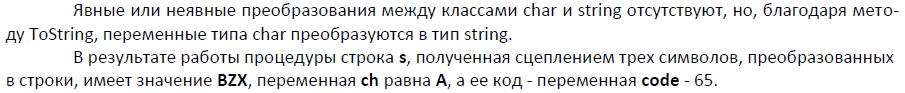 Явные или неявные преобразования между классами char и string отсутствуют, но, благодаря мето-
ду ToString, переменные типа char преобразуются в тип string.
В результате работы процедуры строка s, полученная сцеплением трех символов, преобразованных
в строки, имеет значение BZX, переменная ch равна A, а ее код - переменная code - 65.